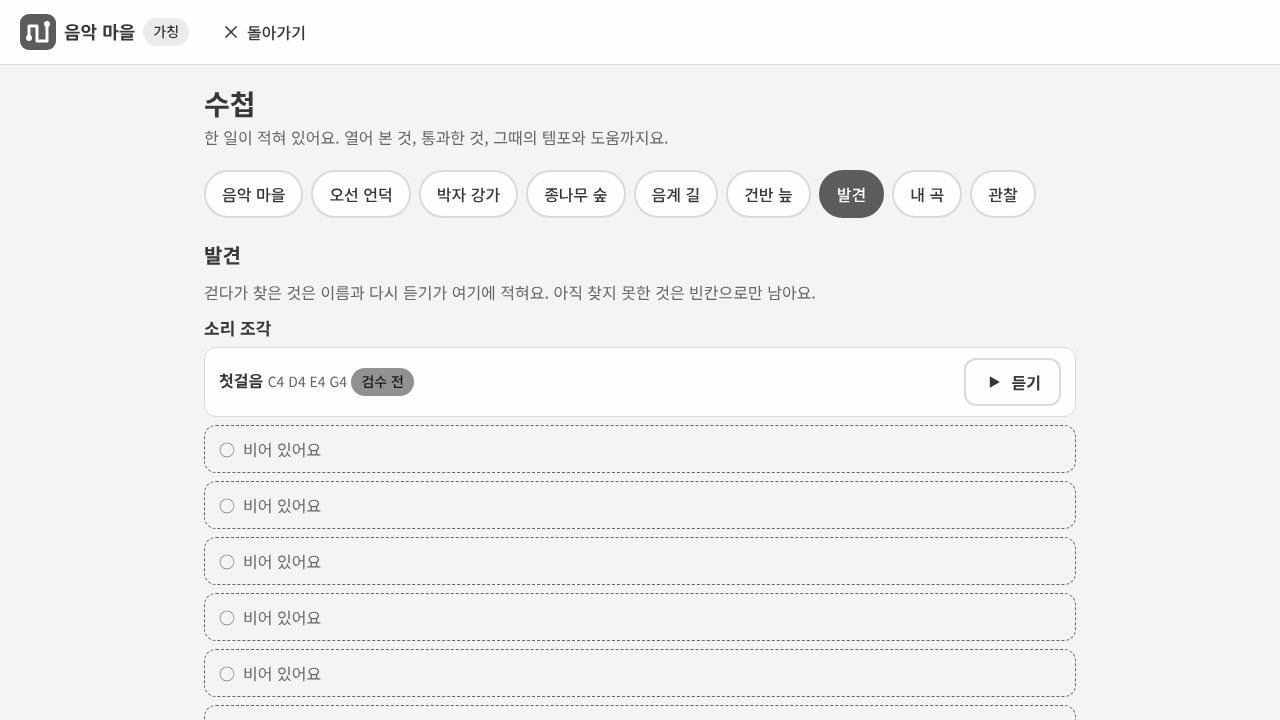 음악 마을 가칭 돌아가기
수첩
한 일이 적혀 있어요. 열어 본 것, 통과한 것, 그때의 템포와 도움까지요.
음악 마을 오선 언덕 박자 강가 종나무 숲 음계 길 건반 늪 발견 내 곡 관찰
발견
걷다가 찾은 것은 이름과 다시 듣기가 여기에 적혀요. 아직 찾지 못한 것은 빈칸으로만 남아요.
소리 조각
첫걸음 C4 D4 E4 G4 검수 전 듣기
비어 있어요
비어 있어요
비어 있어요
비어 있어요
비어 있어요